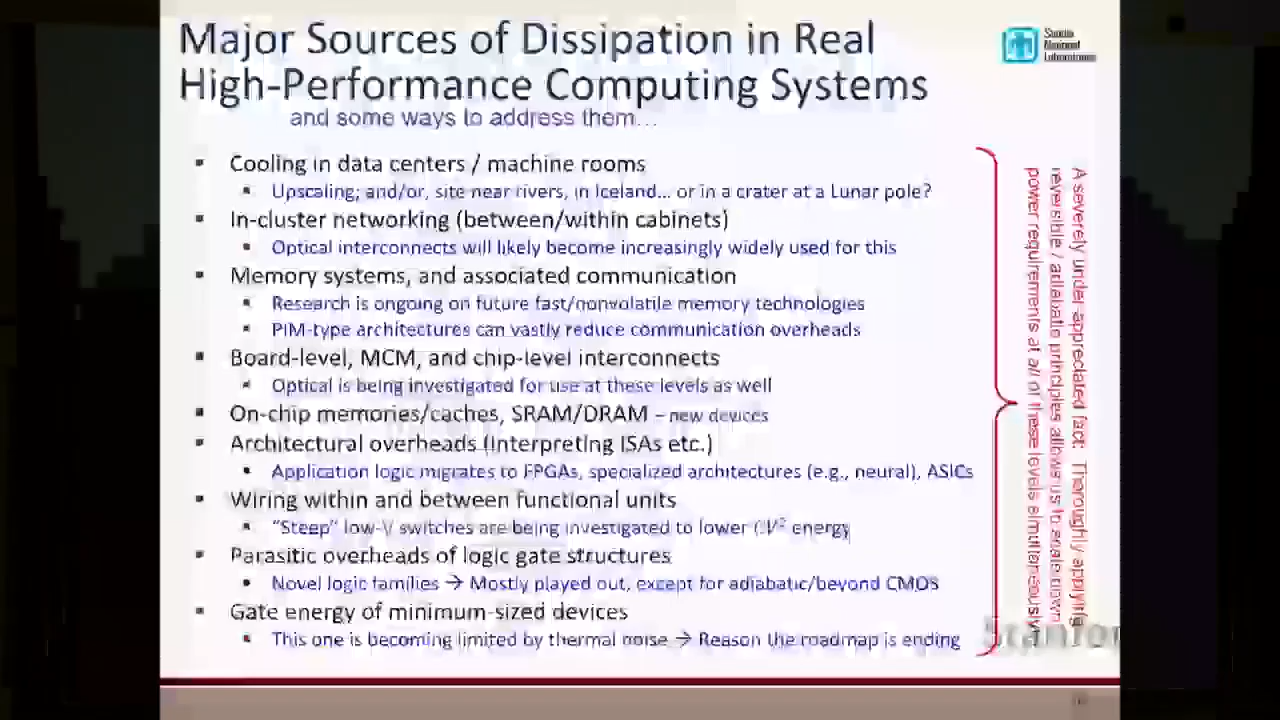 Major Sources of Dissipation in Real
High-Performance Computing Systems
and some ways to address them...
Sandia
National
Laboratories
▪ Cooling in data centers / machine rooms
▪ Upscaling; and/or, site near rivers, in Iceland... or in a crater at a Lunar pole?
▪ In-cluster networking (between/within cabinets)
▪ Optical interconnects will likely become increasingly widely used for this
▪ Memory systems, and associated communication
▪ Research is ongoing on future fast/nonvolatile memory technologies
▪ PIM-type architectures can vastly reduce communication overheads
▪ Board-level, MCM, and chip-level interconnects
▪ Optical is being investigated for use at these levels as well
▪ On-chip memories/caches, SRAM/DRAM – new devices
▪ Architectural overheads (Interpreting ISAs etc.)
▪ Application logic migrates to FPGAs, specialized architectures (e.g., neural), ASICs
▪ Wiring within and between functional units
▪ "Steep" low-V switches are being investigated to lower CV² energy
▪ Parasitic overheads of logic gate structures
▪ Novel logic families → Mostly played out, except for adiabatic/beyond CMOS
▪ Gate energy of minimum-sized devices
▪ This one is becoming limited by thermal noise → Reason the roadmap is ending
A severely under-appreciated fact: Thoroughly applying
reversible / adiabatic principles allows us to scale down
power requirements at all of these levels simultaneously